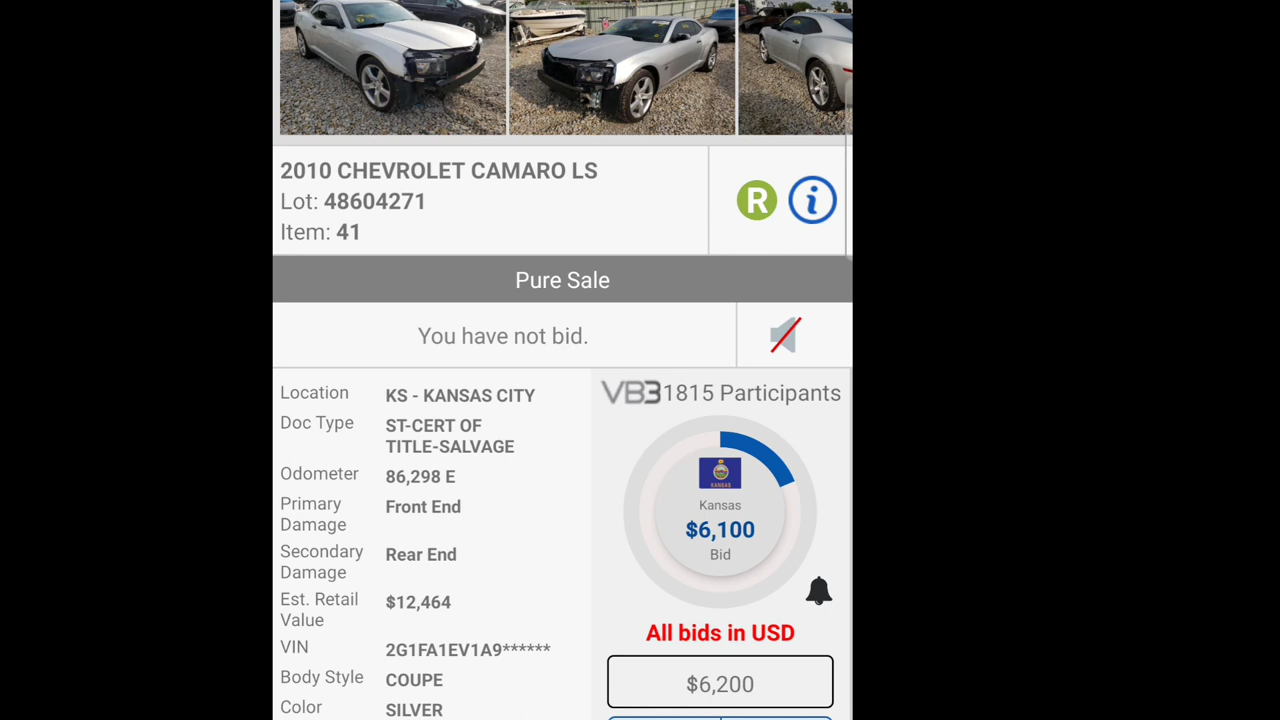 2010 CHEVROLET CAMARO LS
Lot: 48604271
Item: 41
R
i
Pure Sale
You have not bid.
Location KS - KANSAS CITY
Doc Type ST-CERT OF
TITLE-SALVAGE
Odometer 86,298 E
Primary Damage Front End
Secondary Damage Rear End
Est. Retail Value $12,464
VIN 2G1FA1EV1A9******
Body Style COUPE
Color SILVER
VB3 1815 Participants
KANSAS
Kansas
$6,100
Bid
All bids in USD
$6,200